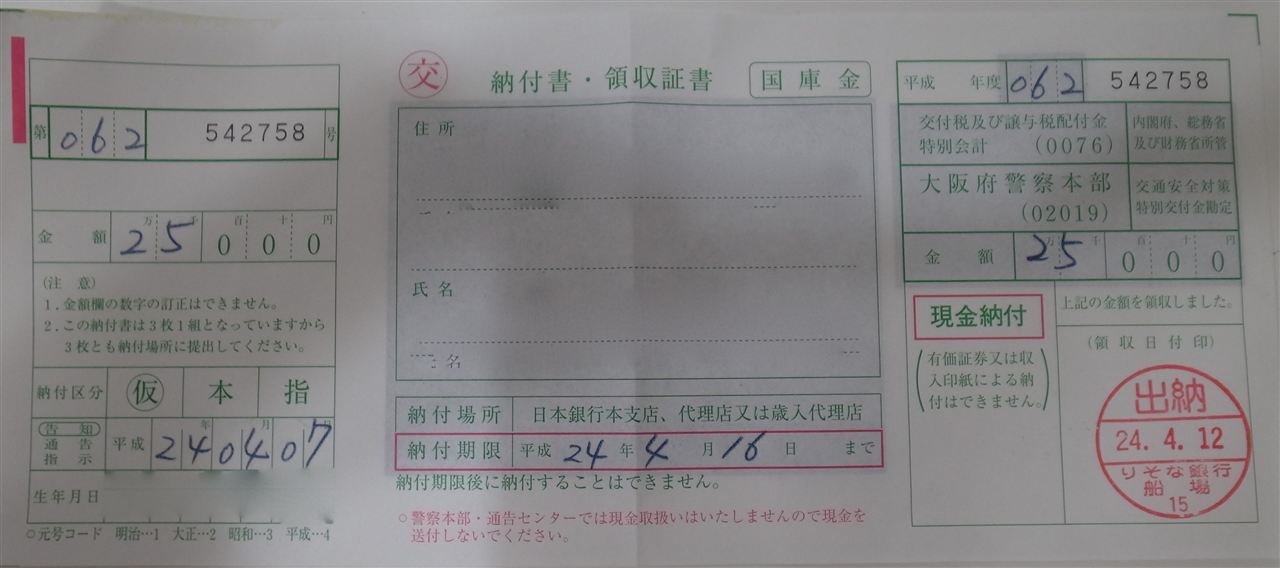 第 062 542758 号
金額 万 千 百 十 円
25000
(注 意)
1.金額欄の数字の訂正はできません。
2.この納付書は3枚1組となっていますから
3枚とも納付場所に提出してください。
納付区分 仮 本 指
告知
通告
指示
平成 年 月 日
240407
生年月日
○元号コード 明治…1 大正…2 昭和…3 平成…4
交 納付書・領収証書 国庫金
住所
氏名
氏名
納付場所 日本銀行本支店、代理店又は歳入代理店
納付期限 平成 24 年 4 月 16 日 まで
納付期限後に納付することはできません。
○警察本部・通告センターでは現金取扱いはいたしませんので現金を
送付しないでください。
平成 年度 062 542758
交付税及び譲与税配付金
特別会計 (0076)
内閣府、総務省
及び財務省所管
大阪府警察本部
(02019)
交通安全対策
特別交付金勘定
金額 万 千 百 十 円
25000
現金納付
(有価証券又は収
入印紙による納
付はできません。)
上記の金額を領収しました。
(領収日付印)
出納
24.4.12
りそな銀行
船場
15